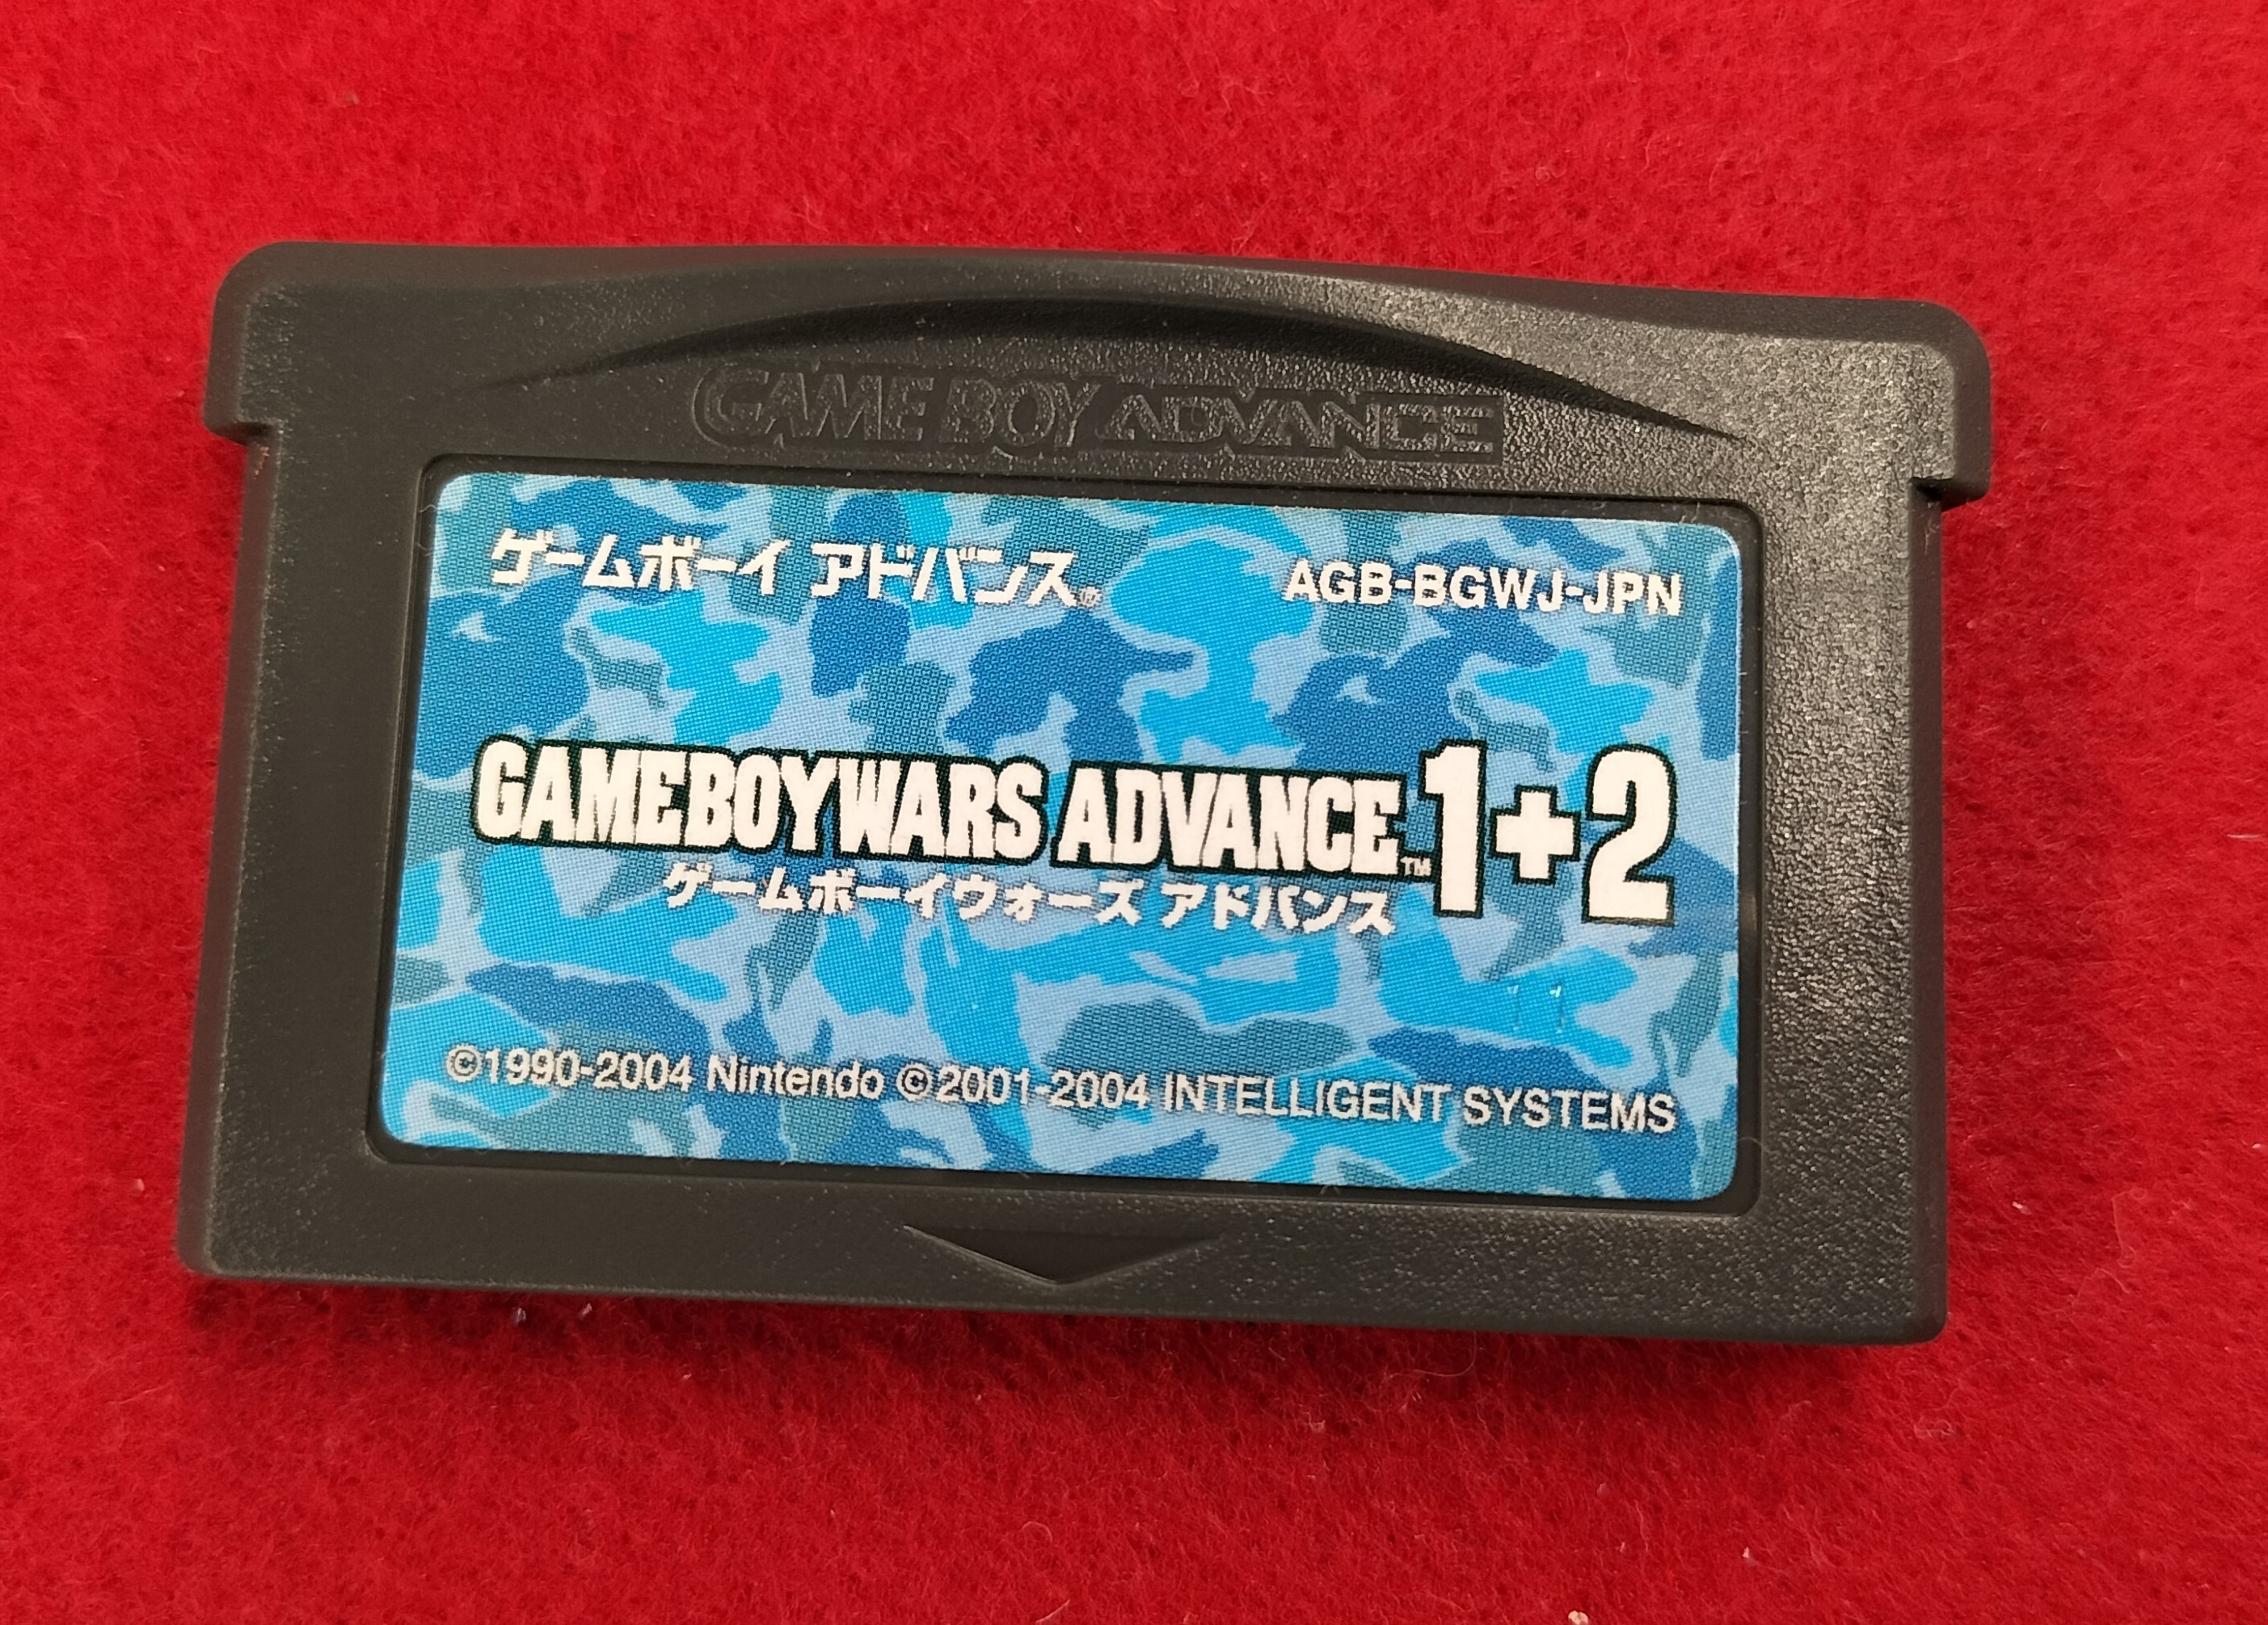 GAME BOY ADVANCE
ゲームボーイ アドバンス® AGB-BGWJ-JPN
GAMEBOYWARS ADVANCE™ 1+2
ゲームボーイウォーズ アドバンス
©1990-2004 Nintendo ©2001-2004 INTELLIGENT SYSTEMS
11